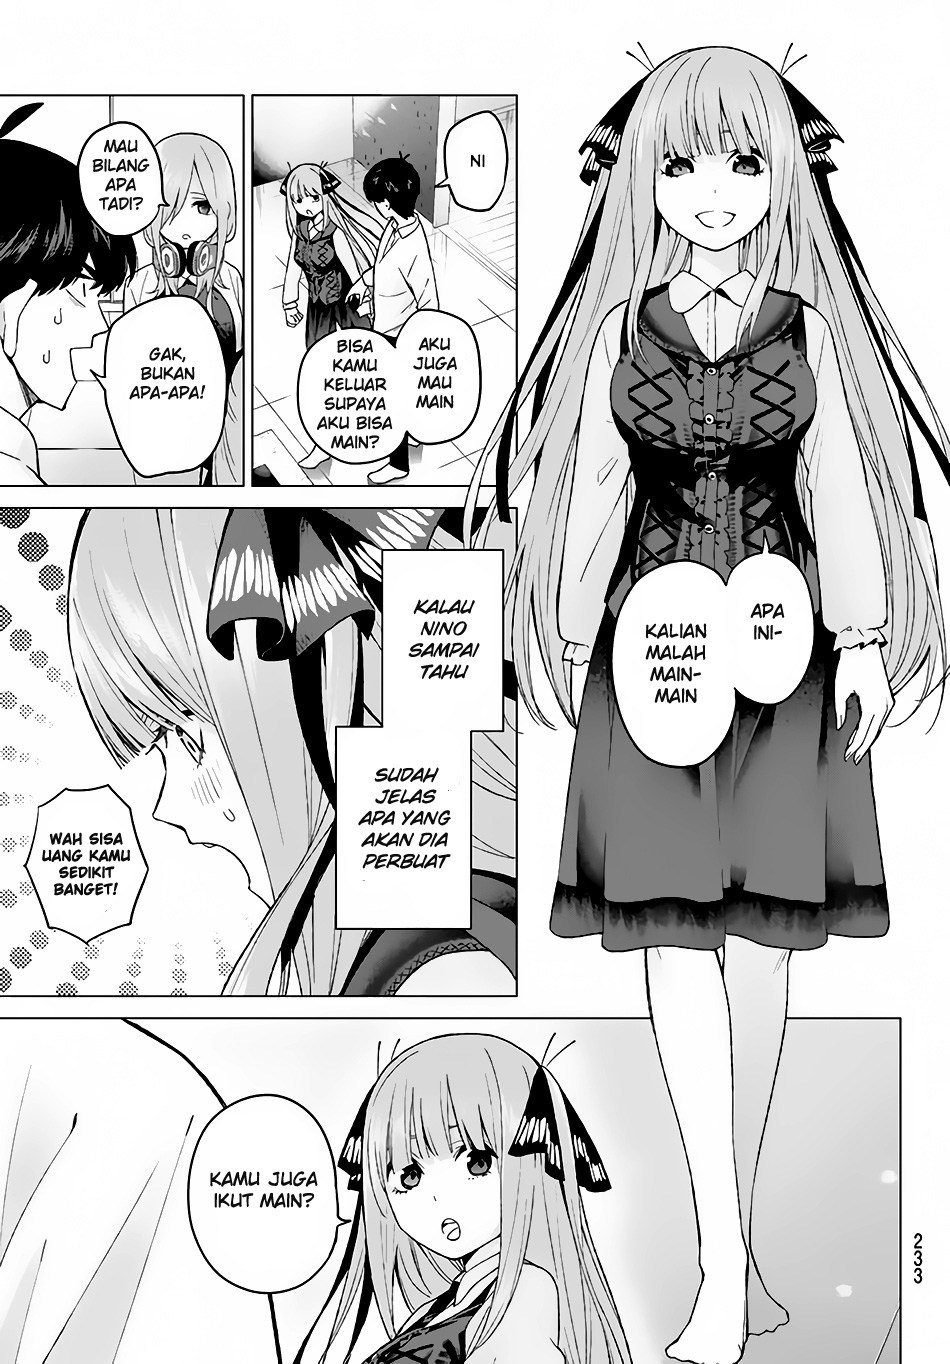 APA
INI-
KALIAN
MALAH
MAIN-
MAIN
NI
AKU
JUGA
MAU
MAIN
BISA
KAMU
KELUAR
SUPAYA
AKU BISA
MAIN?
MAU
BILANG
APA
TADI?
GAK,
BUKAN
APA-APA!
KALAU
NINO
SAMPAI
TAHU
SUDAH
JELAS
APA YANG
AKAN DIA
PERBUAT
WAH SISA
UANG KAMU
SEDIKIT
BANGET!
KAMU JUGA
IKUT MAIN?
233